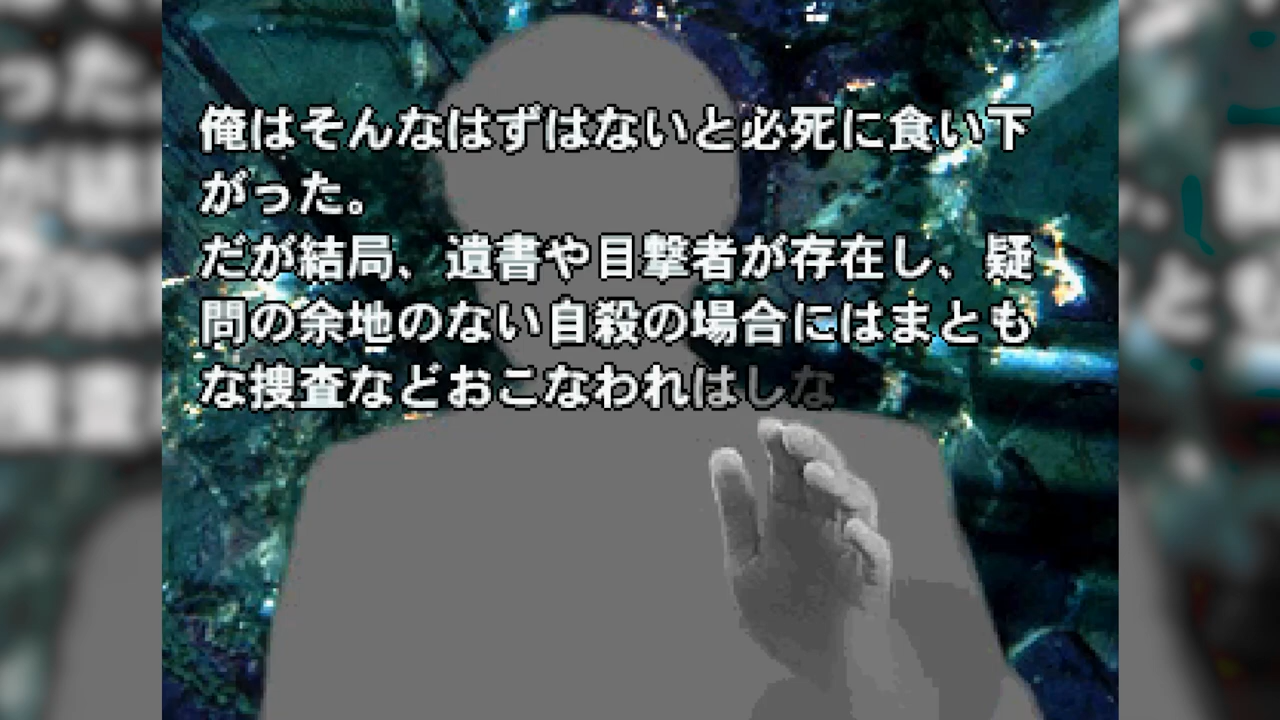 俺はそんなはずはないと必死に食い下
がった。
だが結局、遺書や目撃者が存在し、疑
問の余地のない自殺の場合にはまとも
な捜査などおこなわれはしな